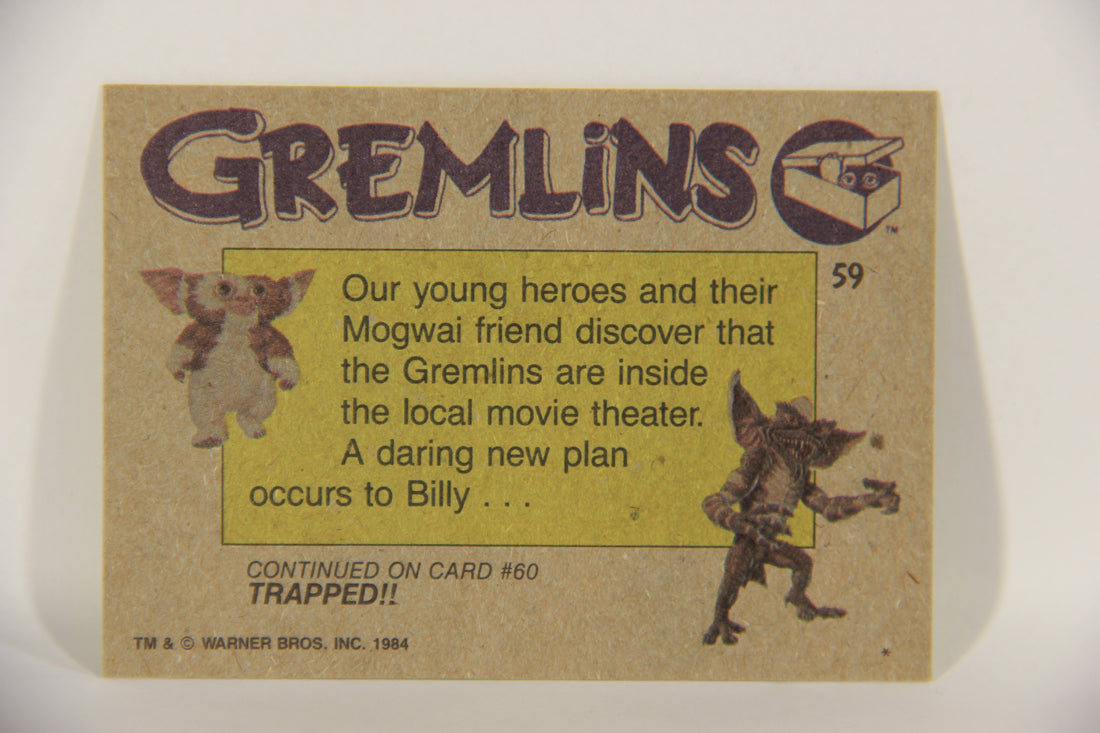 GREMLiNS
TM
59
Our young heroes and their
Mogwai friend discover that
the Gremlins are inside
the local movie theater.
A daring new plan
occurs to Billy . . .
CONTINUED ON CARD #60
TRAPPED!!
TM & © WARNER BROS. INC. 1984
*